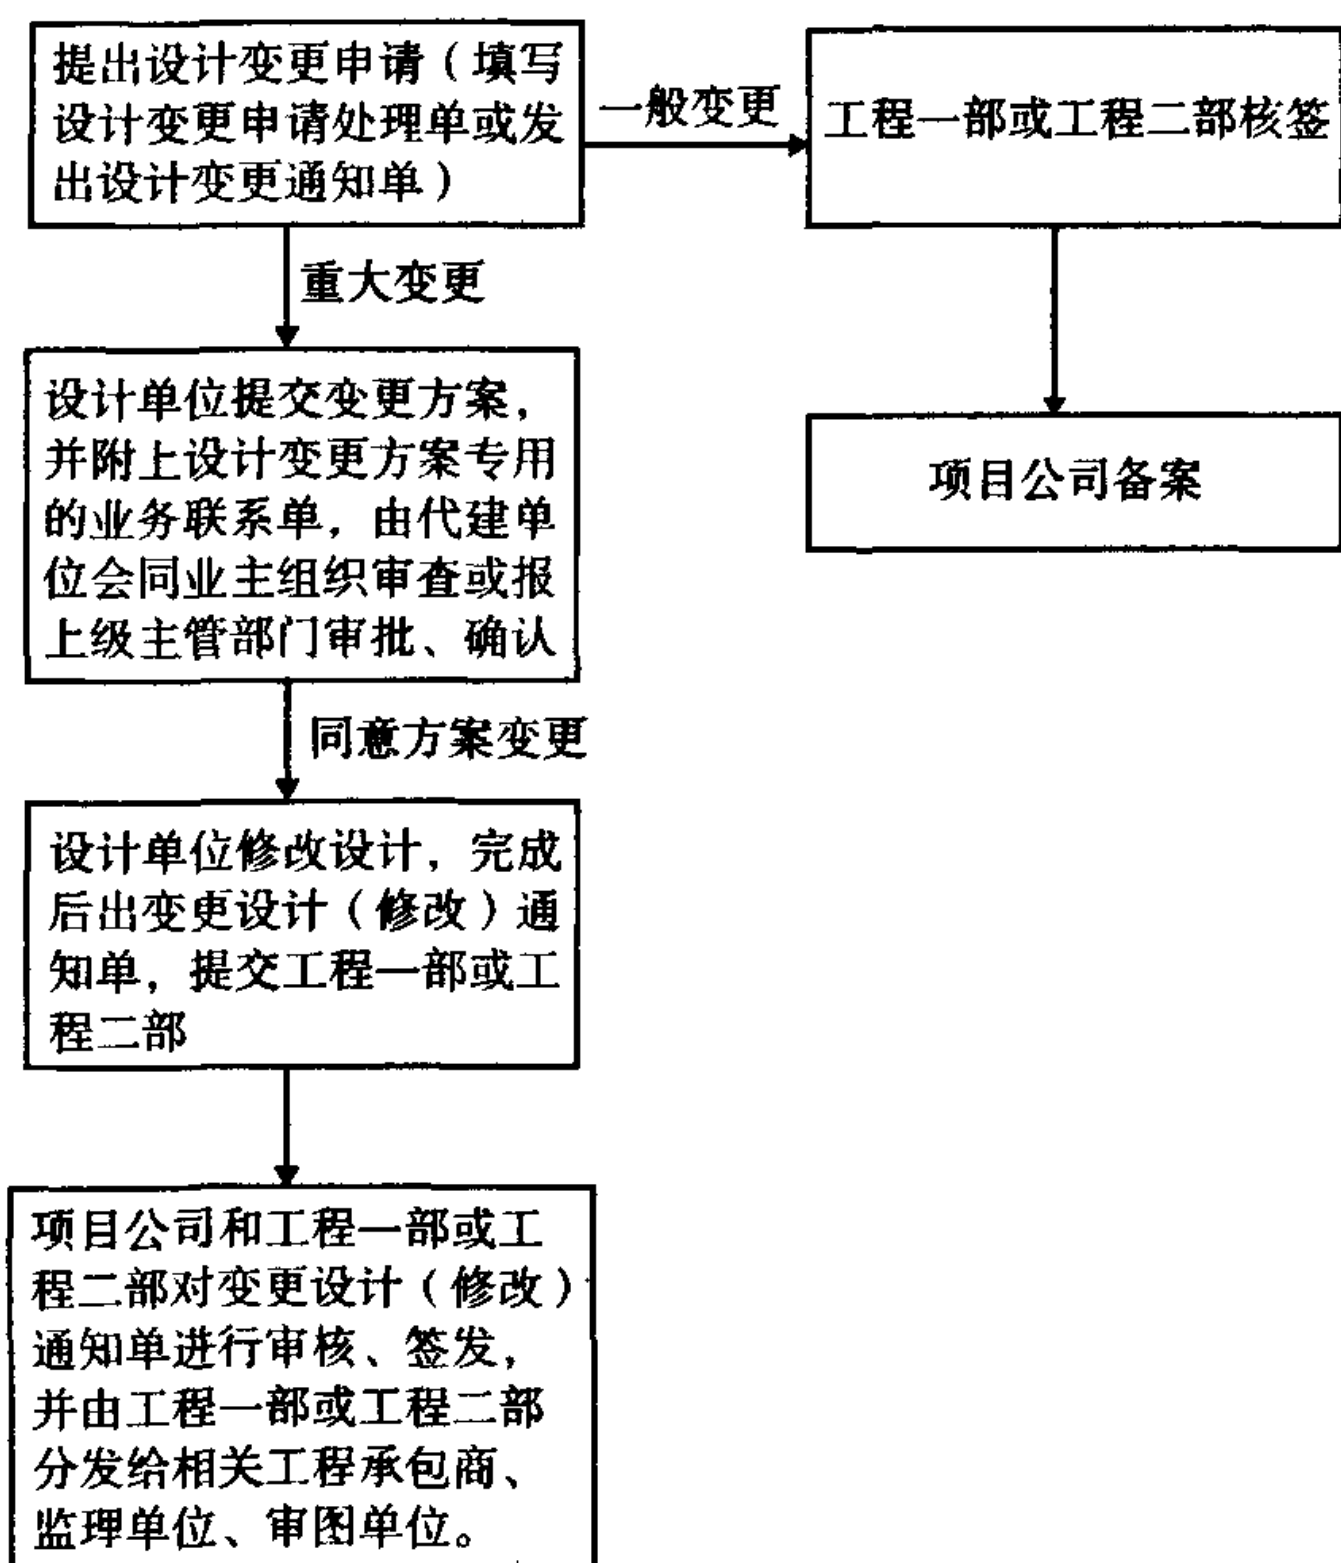 提出设计变更申请（填写
设计变更申请处理单或发
出设计变更通知单）
一般变更
工程一部或工程二部核签
重大变更
设计单位提交变更方案，
并附上设计变更方案专用
的业务联系单，由代建单
位会同业主组织审查或报
上级主管部门审批、确认
项目公司备案
同意方案变更
设计单位修改设计，完成
后出变更设计（修改）通
知单，提交工程一部或工
程二部
项目公司和工程一部或工
程二部对变更设计（修改）
通知单进行审核、签发，
并由工程一部或工程二部
分发给相关工程承包商、
监理单位、审图单位。